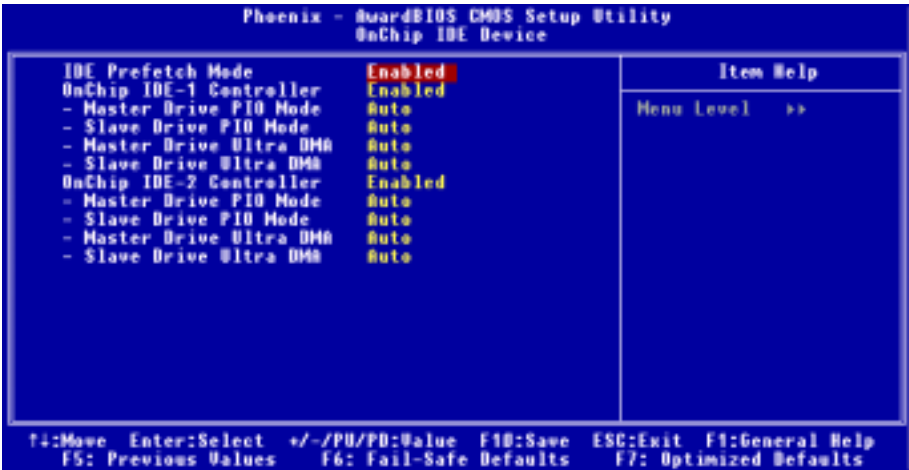 Phoenix - AwardBIOS CMOS Setup Utility
OnChip IDE Device
IDE Prefetch Mode Enabled
OnChip IDE-1 Controller Enabled
- Master Drive PIO Mode Auto
- Slave Drive PIO Mode Auto
- Master Drive Ultra DMA Auto
- Slave Drive Ultra DMA Auto
OnChip IDE-2 Controller Enabled
- Master Drive PIO Mode Auto
- Slave Drive PIO Mode Auto
- Master Drive Ultra DMA Auto
- Slave Drive Ultra DMA Auto
Item Help
Menu Level ►►
↑↓:Move Enter:Select +/-/PU/PD:Value F10:Save ESC:Exit F1:General Help
F5: Previous Values F6: Fail-Safe Defaults F7: Optimized Defaults